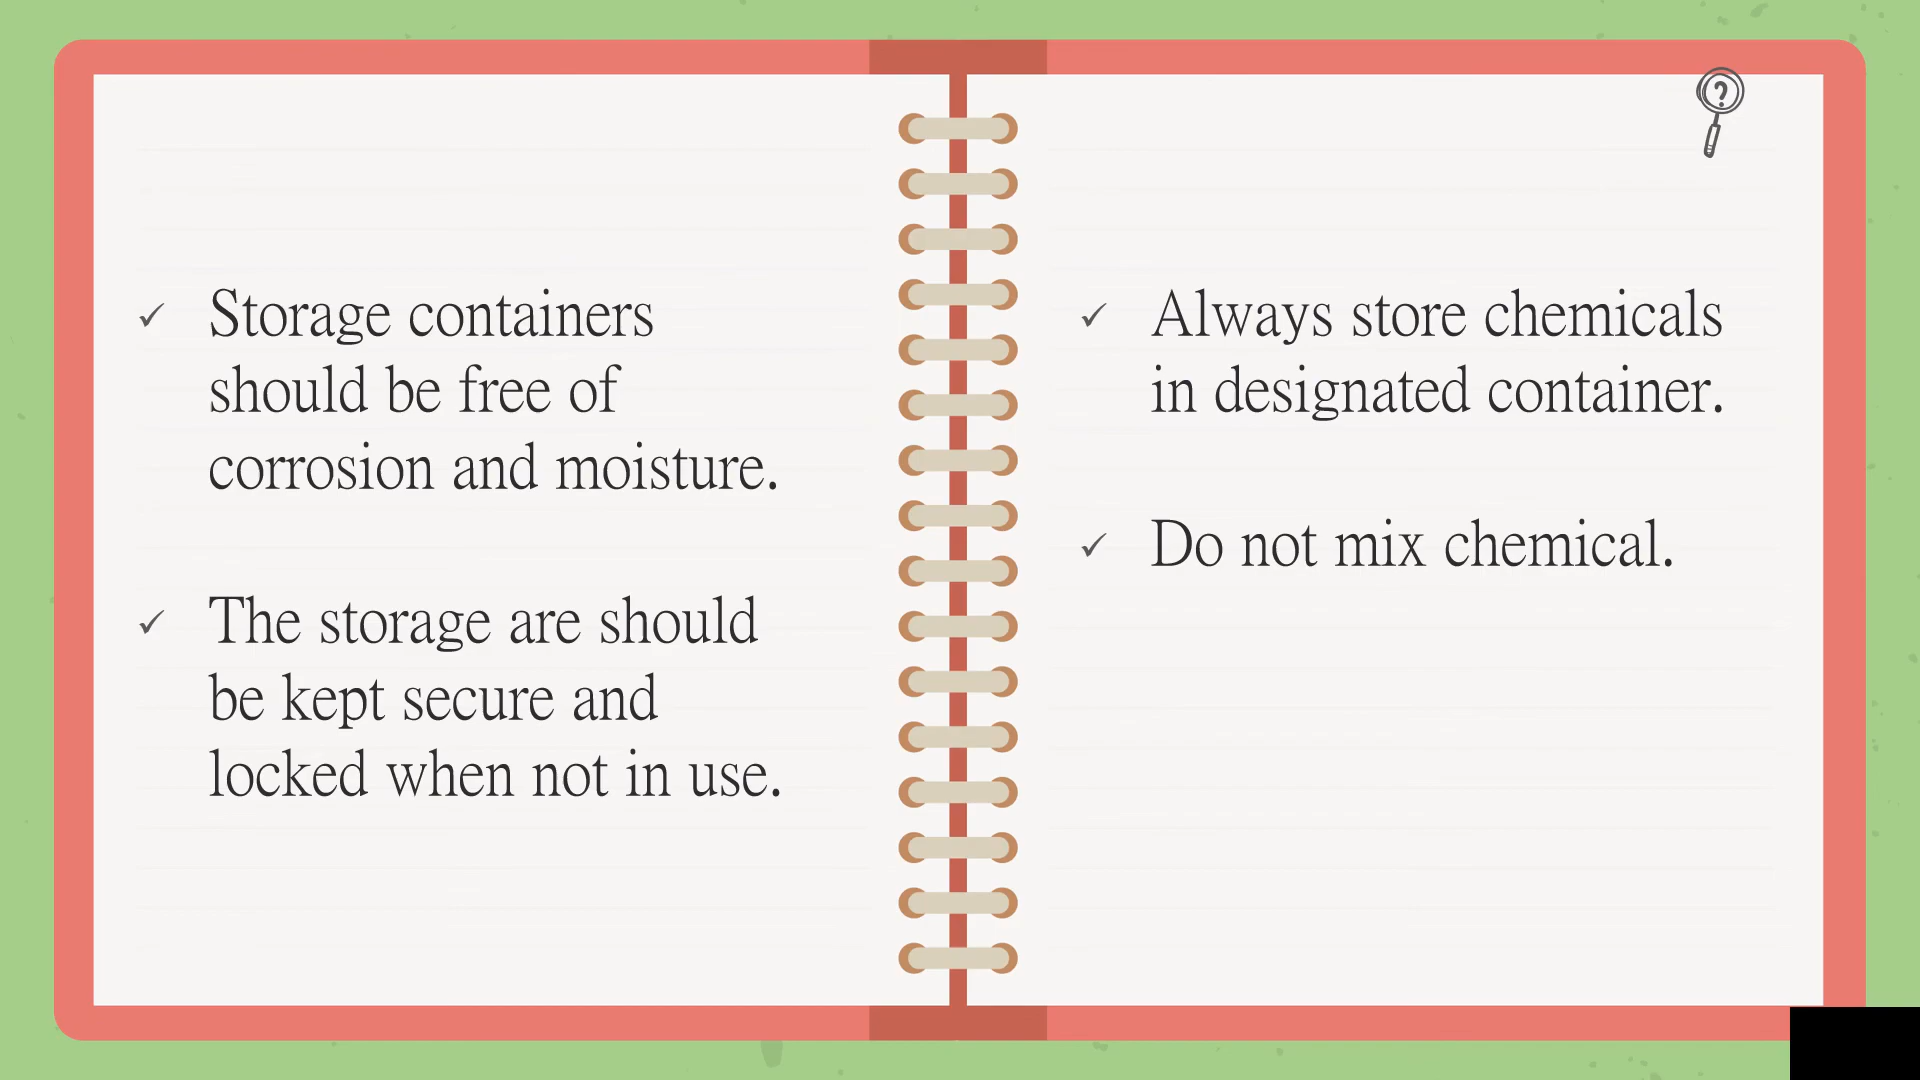 ✓ Storage containers
should be free of
corrosion and moisture.
✓ The storage are should
be kept secure and
locked when not in use.
?
✓ Always store chemicals
in designated container.
✓ Do not mix chemical.